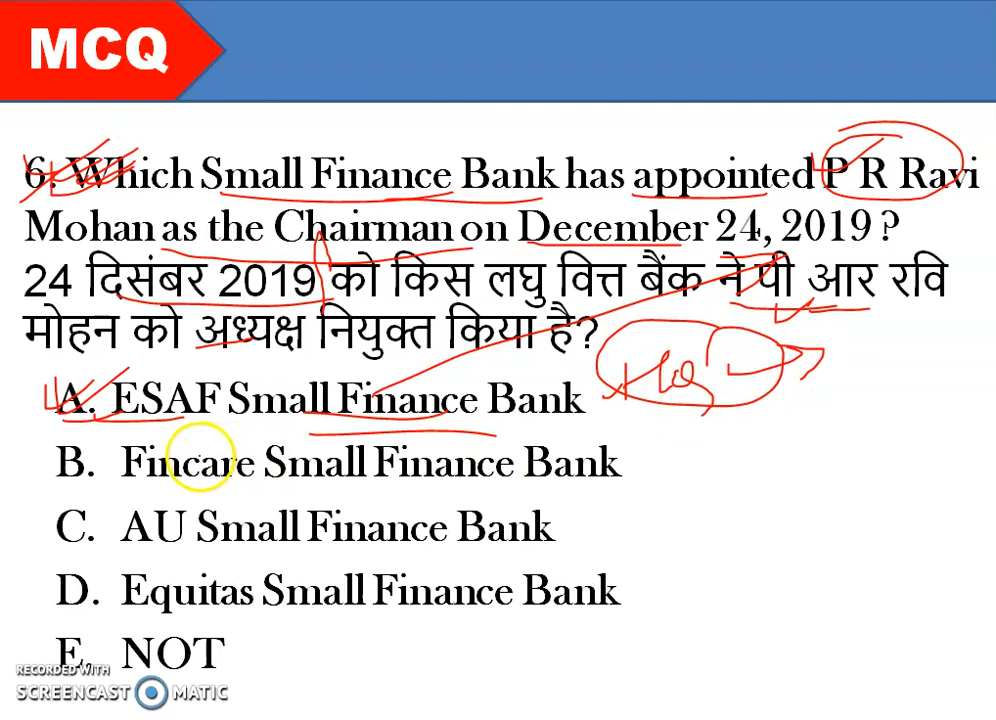 MCQ
6. Which Small Finance Bank has appointed P R Ravi
Mohan as the Chairman on December 24, 2019 ?
24 दिसंबर 2019 को किस लघु वित्त बैंक ने पी आर रवि
मोहन को अध्यक्ष नियुक्त किया है?
A. ESAF Small Finance Bank
B. Fincare Small Finance Bank
C. AU Small Finance Bank
D. Equitas Small Finance Bank
E. NOT
RECORDED WITH
SCREENCAST MATIC